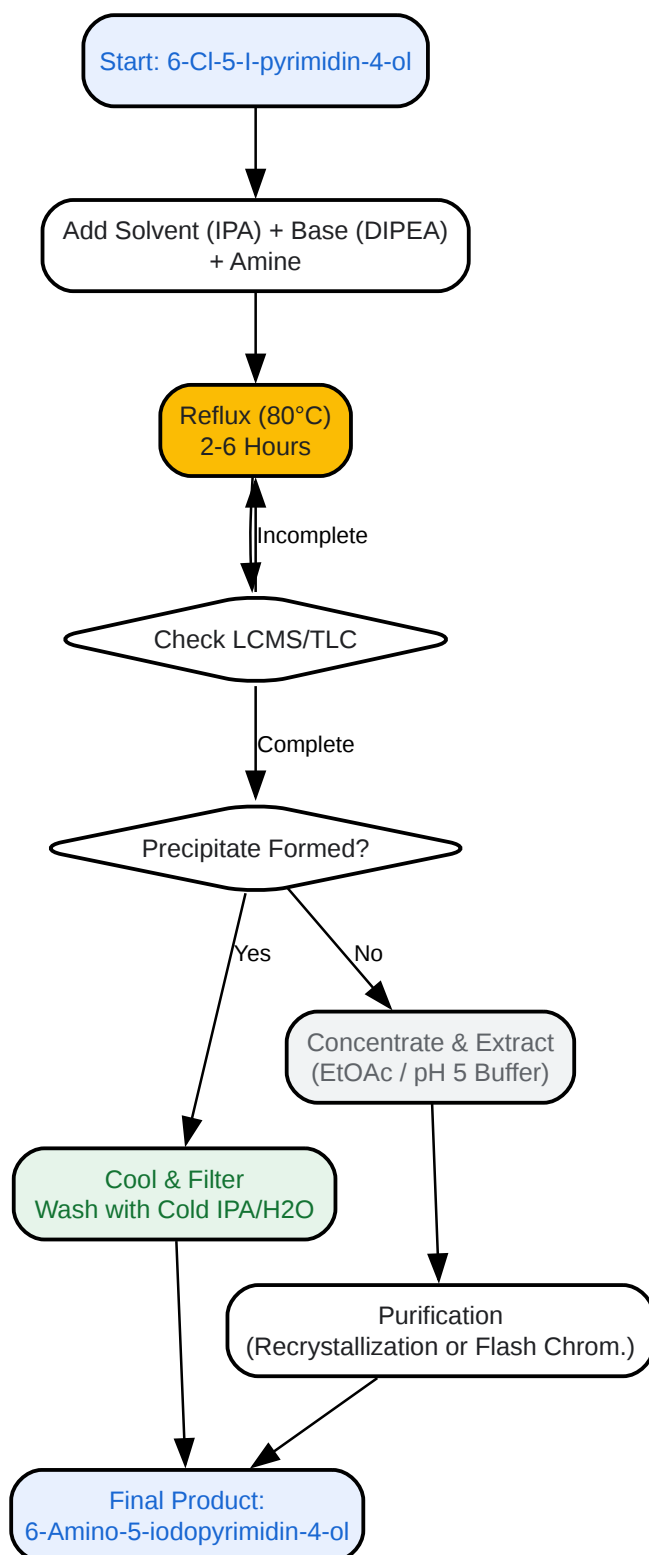 Start: 6-Cl-5-I-pyrimidin-4-ol
Add Solvent (IPA) + Base (DIPEA)
+ Amine
Reflux (80°C)
2-6 Hours
Incomplete
Check LCMS/TLC
Complete
Precipitate Formed?
Yes
No
Concentrate & Extract
(EtOAc / pH 5 Buffer)
Cool & Filter
Wash with Cold IPA/H2O
Purification
(Recrystallization or Flash Chrom.)
Final Product:
6-Amino-5-iodopyrimidin-4-ol